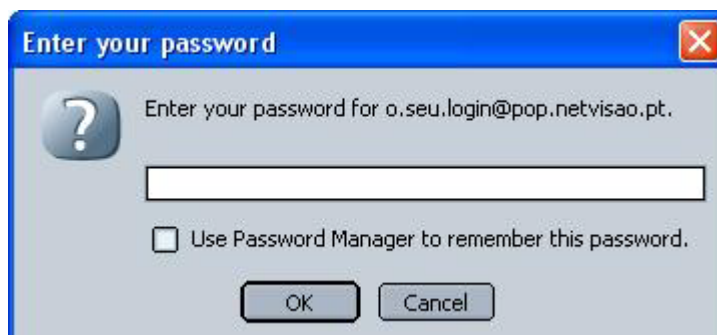 Enter your password
Enter your password for o.seu.login@pop.netvisao.pt.
Use Password Manager to remember this password.
OK
Cancel